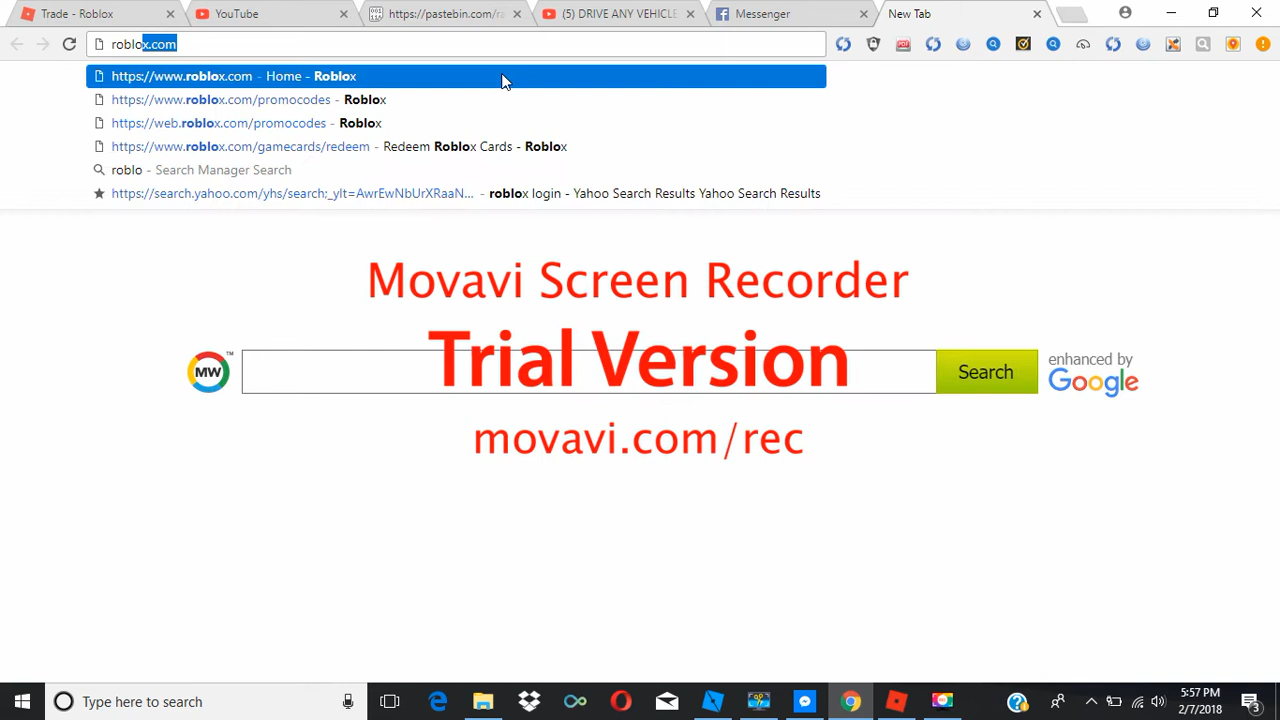 Trade - Roblox
YouTube
https://pastebin.com/ra
(5) DRIVE ANY VEHICLE
Messenger
New Tab
roblox.com
https://www.roblox.com - Home - Roblox
https://www.roblox.com/promocodes - Roblox
https://web.roblox.com/promocodes - Roblox
https://www.roblox.com/gamecards/redeem - Redeem Roblox Cards - Roblox
roblo - Search Manager Search
https://search.yahoo.com/yhs/search;_ylt=AwrEwNbUrXRaaN... - roblox login - Yahoo Search Results Yahoo Search Results
Movavi Screen Recorder
Trial Version
MW
TM
Search
enhanced by
Google
movavi.com/rec
Type here to search
5:57 PM
2/7/2018
3